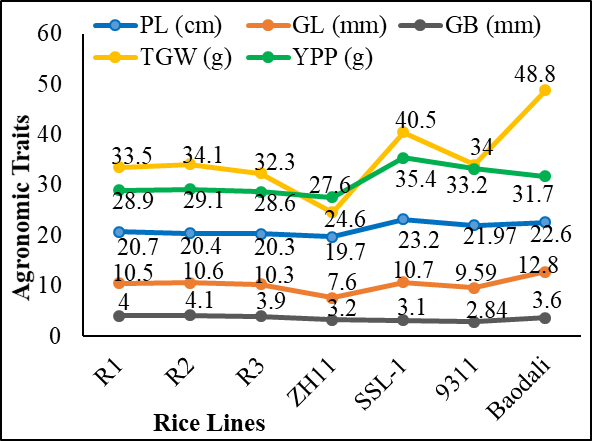 PL (cm) GL (mm) GB (mm)
TGW (g) YPP (g)
Agronomic Traits
60
50
40
30
20
10
0
33.5 34.1 32.3 24.6 40.5 34 48.8
28.9 29.1 28.6 27.6 35.4 33.2 31.7
20.7 20.4 20.3 19.7 23.2 21.97 22.6
10.5 10.6 10.3 7.6 10.7 9.59 12.8
4 4.1 3.9 3.2 3.1 2.84 3.6
R1 R2 R3 ZH11 SSL-1 9311 Baodali
Rice Lines